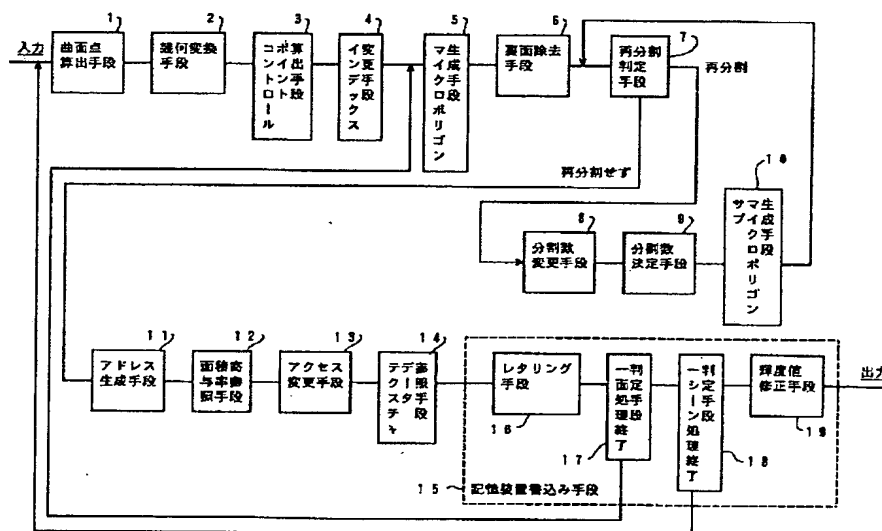 入力
1
曲面点
算出手段
2
幾何変換
手段
3
コントロール
ポイント
算出手段
4
インデックス
変更手段
5
マイクロポリゴン
生成手段
6
裏面除去
手段
7
再分割
判定
手段
再分割
再分割せず
8
分割数
変更手段
9
分割数
決定手段
10
サブ
マイクロポリゴン
生成手段
11
アドレス
生成手段
12
面積寄
与率参
照手段
13
アクセス
変更手段
14
テクスチャ
データ
参照手段
レタリング
手段
16
一面処理終了
判定手段
17
一シーン処理終了
判定手段
18
輝度値
修正手段
19
出力
15
記憶装置書込み手段